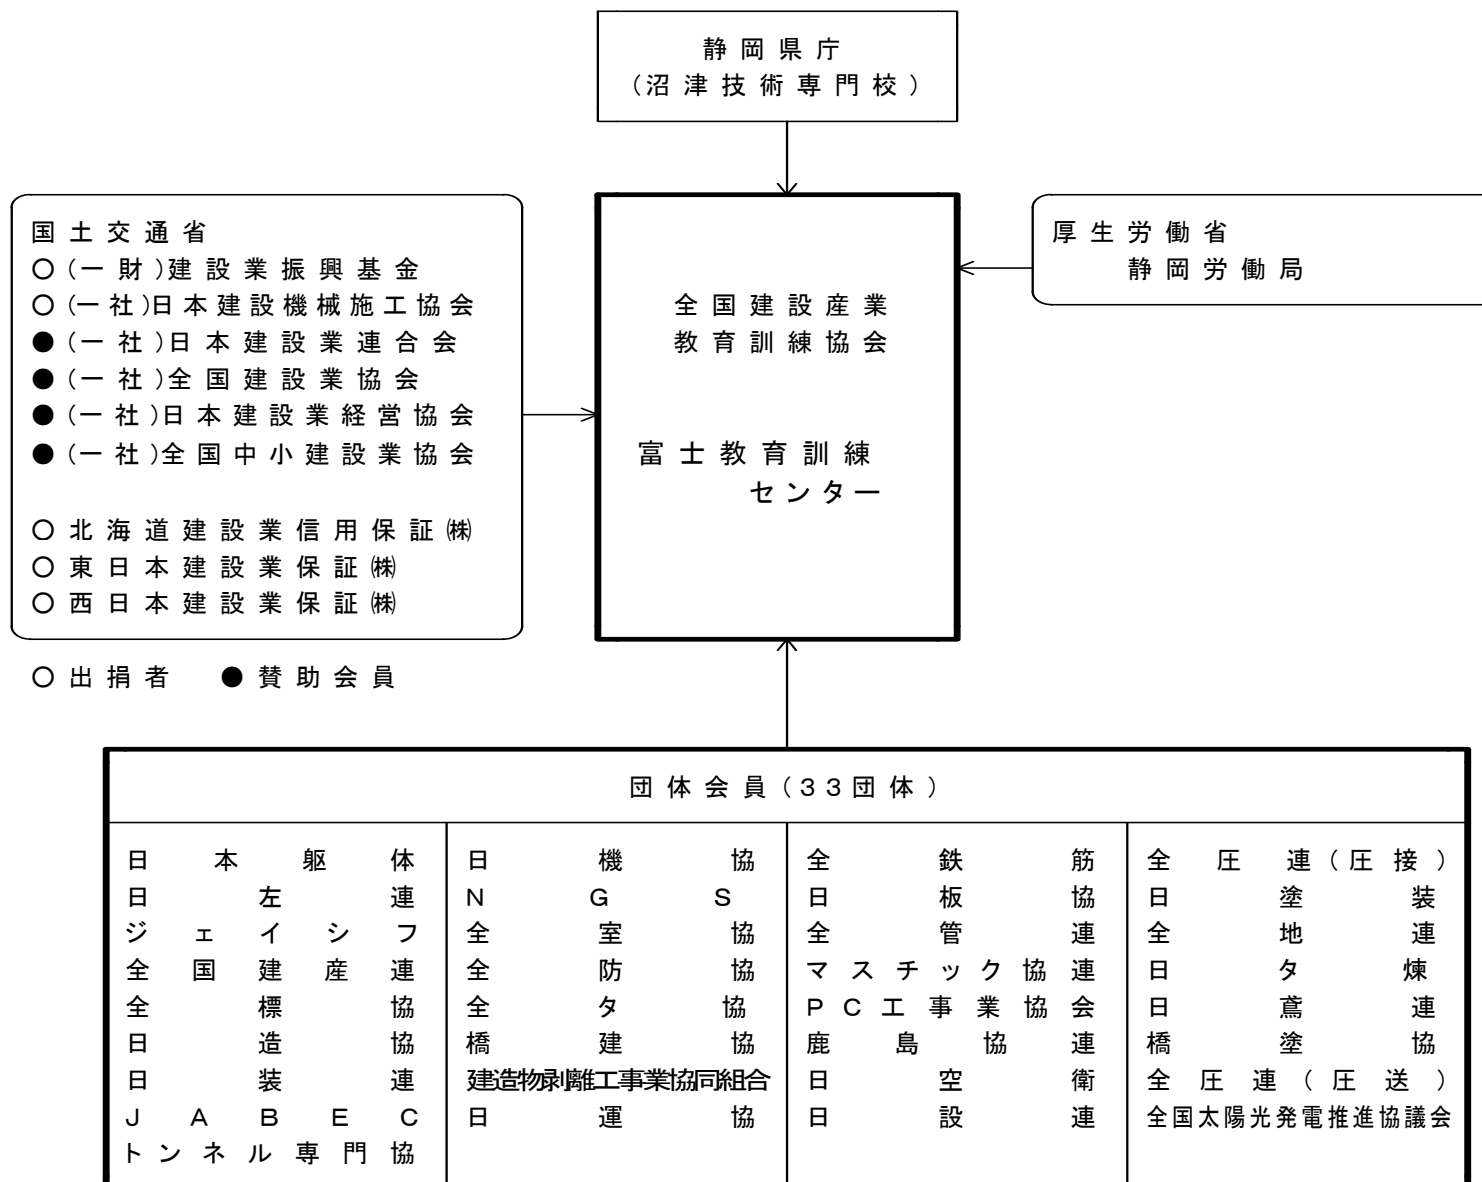 静岡県庁
(沼津技術専門校)
国土交通省
○(一財)建設業振興基金
○(一社)日本建設機械施工協会
●(一社)日本建設業連合会
●(一社)全国建設業協会
●(一社)日本建設業経営協会
●(一社)全国中小建設業協会
○北海道建設業信用保証㈱
○東日本建設業保証㈱
○西日本建設業保証㈱
○出捐者 ●賛助会員
全国建設産業
教育訓練協会
富士教育訓練
センター
厚生労働省
静岡労働局
団体会員(33団体)
日本躯体
日左連
ジェイシフ
全国建産連
全標協
日造協
日装連
JABEC
トンネル専門協
日機協
NGS
全室協
全防協
全タ協
橋建協
建造物剥離工事業協同組合
日運協
全鉄筋
日板協
全管連
マスチック協連
PC工事業協会
鹿島協連
日空衛
日設連
全圧連(圧接)
日塗装
全地連
日タ煉
日鳶連
橋塗協
全圧連(圧送)
全国太陽光発電推進協議会